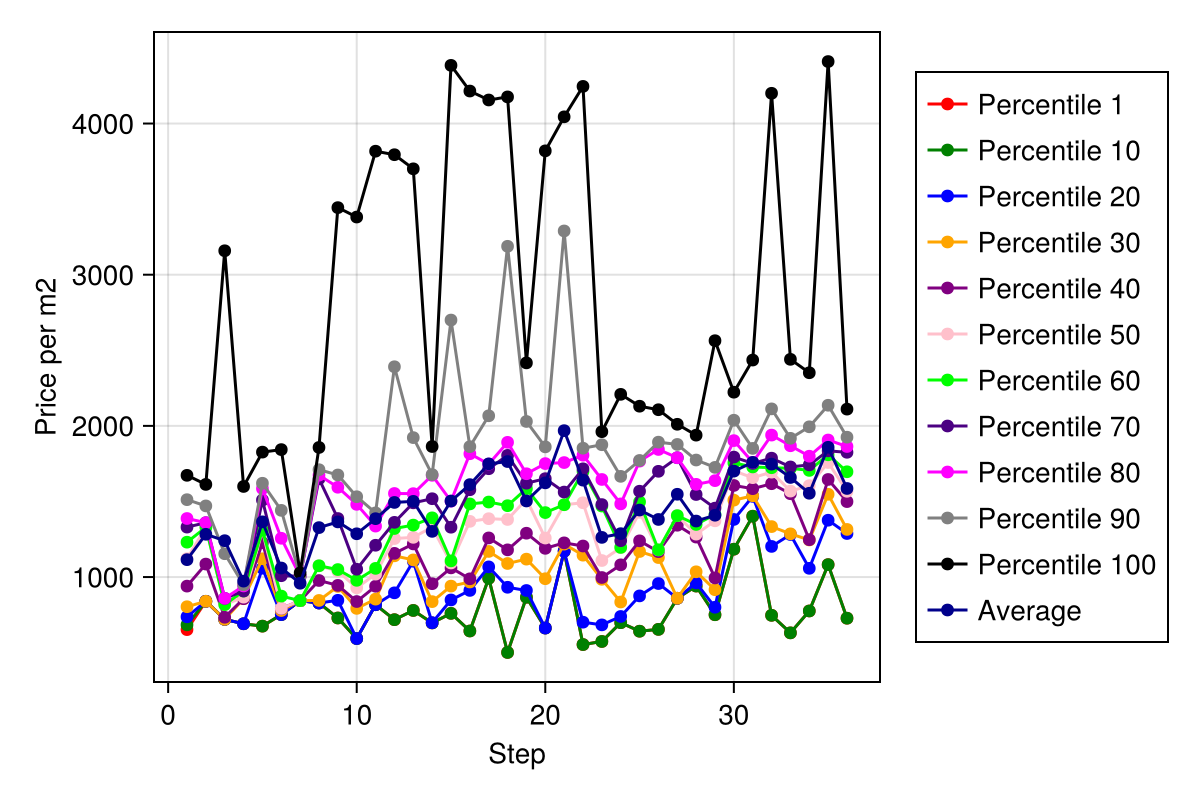 4000
3000
2000
1000
Price per m2
0
10
20
30
Step
Percentile 1
Percentile 10
Percentile 20
Percentile 30
Percentile 40
Percentile 50
Percentile 60
Percentile 70
Percentile 80
Percentile 90
Percentile 100
Average